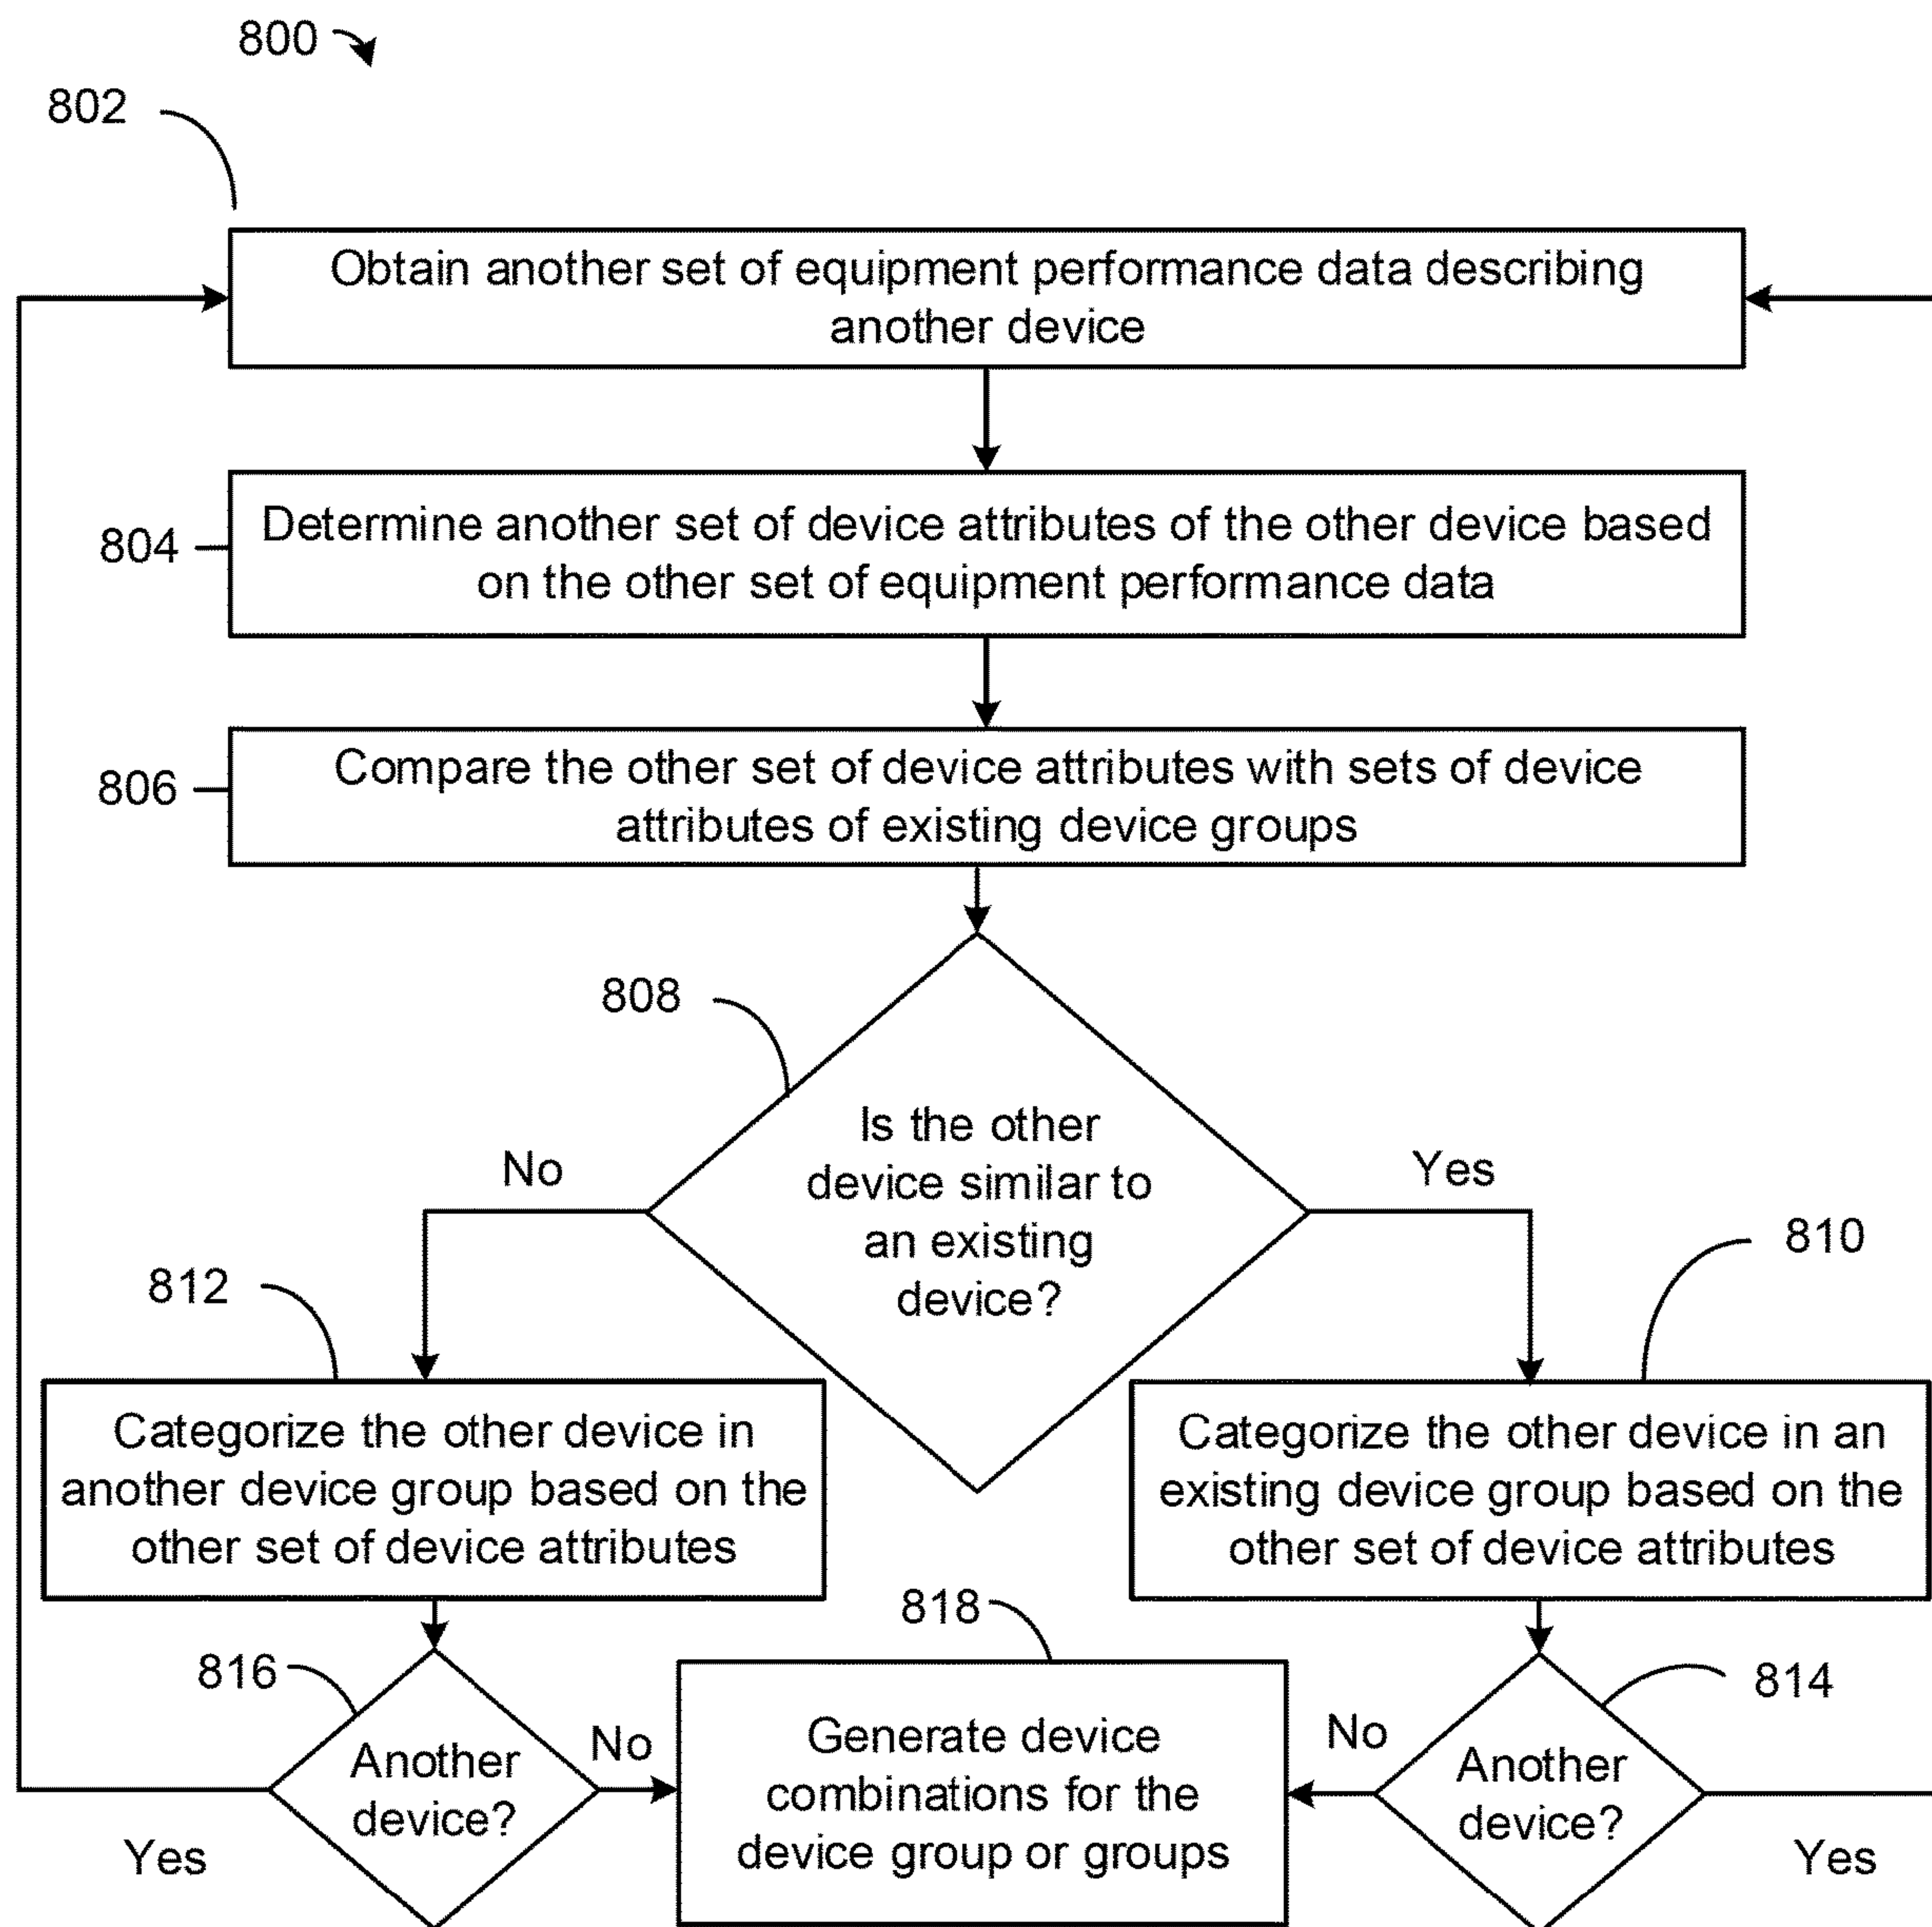 800
802
Obtain another set of equipment performance data describing
another device
804
Determine another set of device attributes of the other device based
on the other set of equipment performance data
806
Compare the other set of device attributes with sets of device
attributes of existing device groups
808
Is the other
device similar to
an existing
device?
No
Yes
812
810
Categorize the other device in
another device group based on the
other set of device attributes
Categorize the other device in an
existing device group based on the
other set of device attributes
816
818
814
Another
device?
No
Yes
Generate device
combinations for the
device group or groups
No
Another
device?
Yes